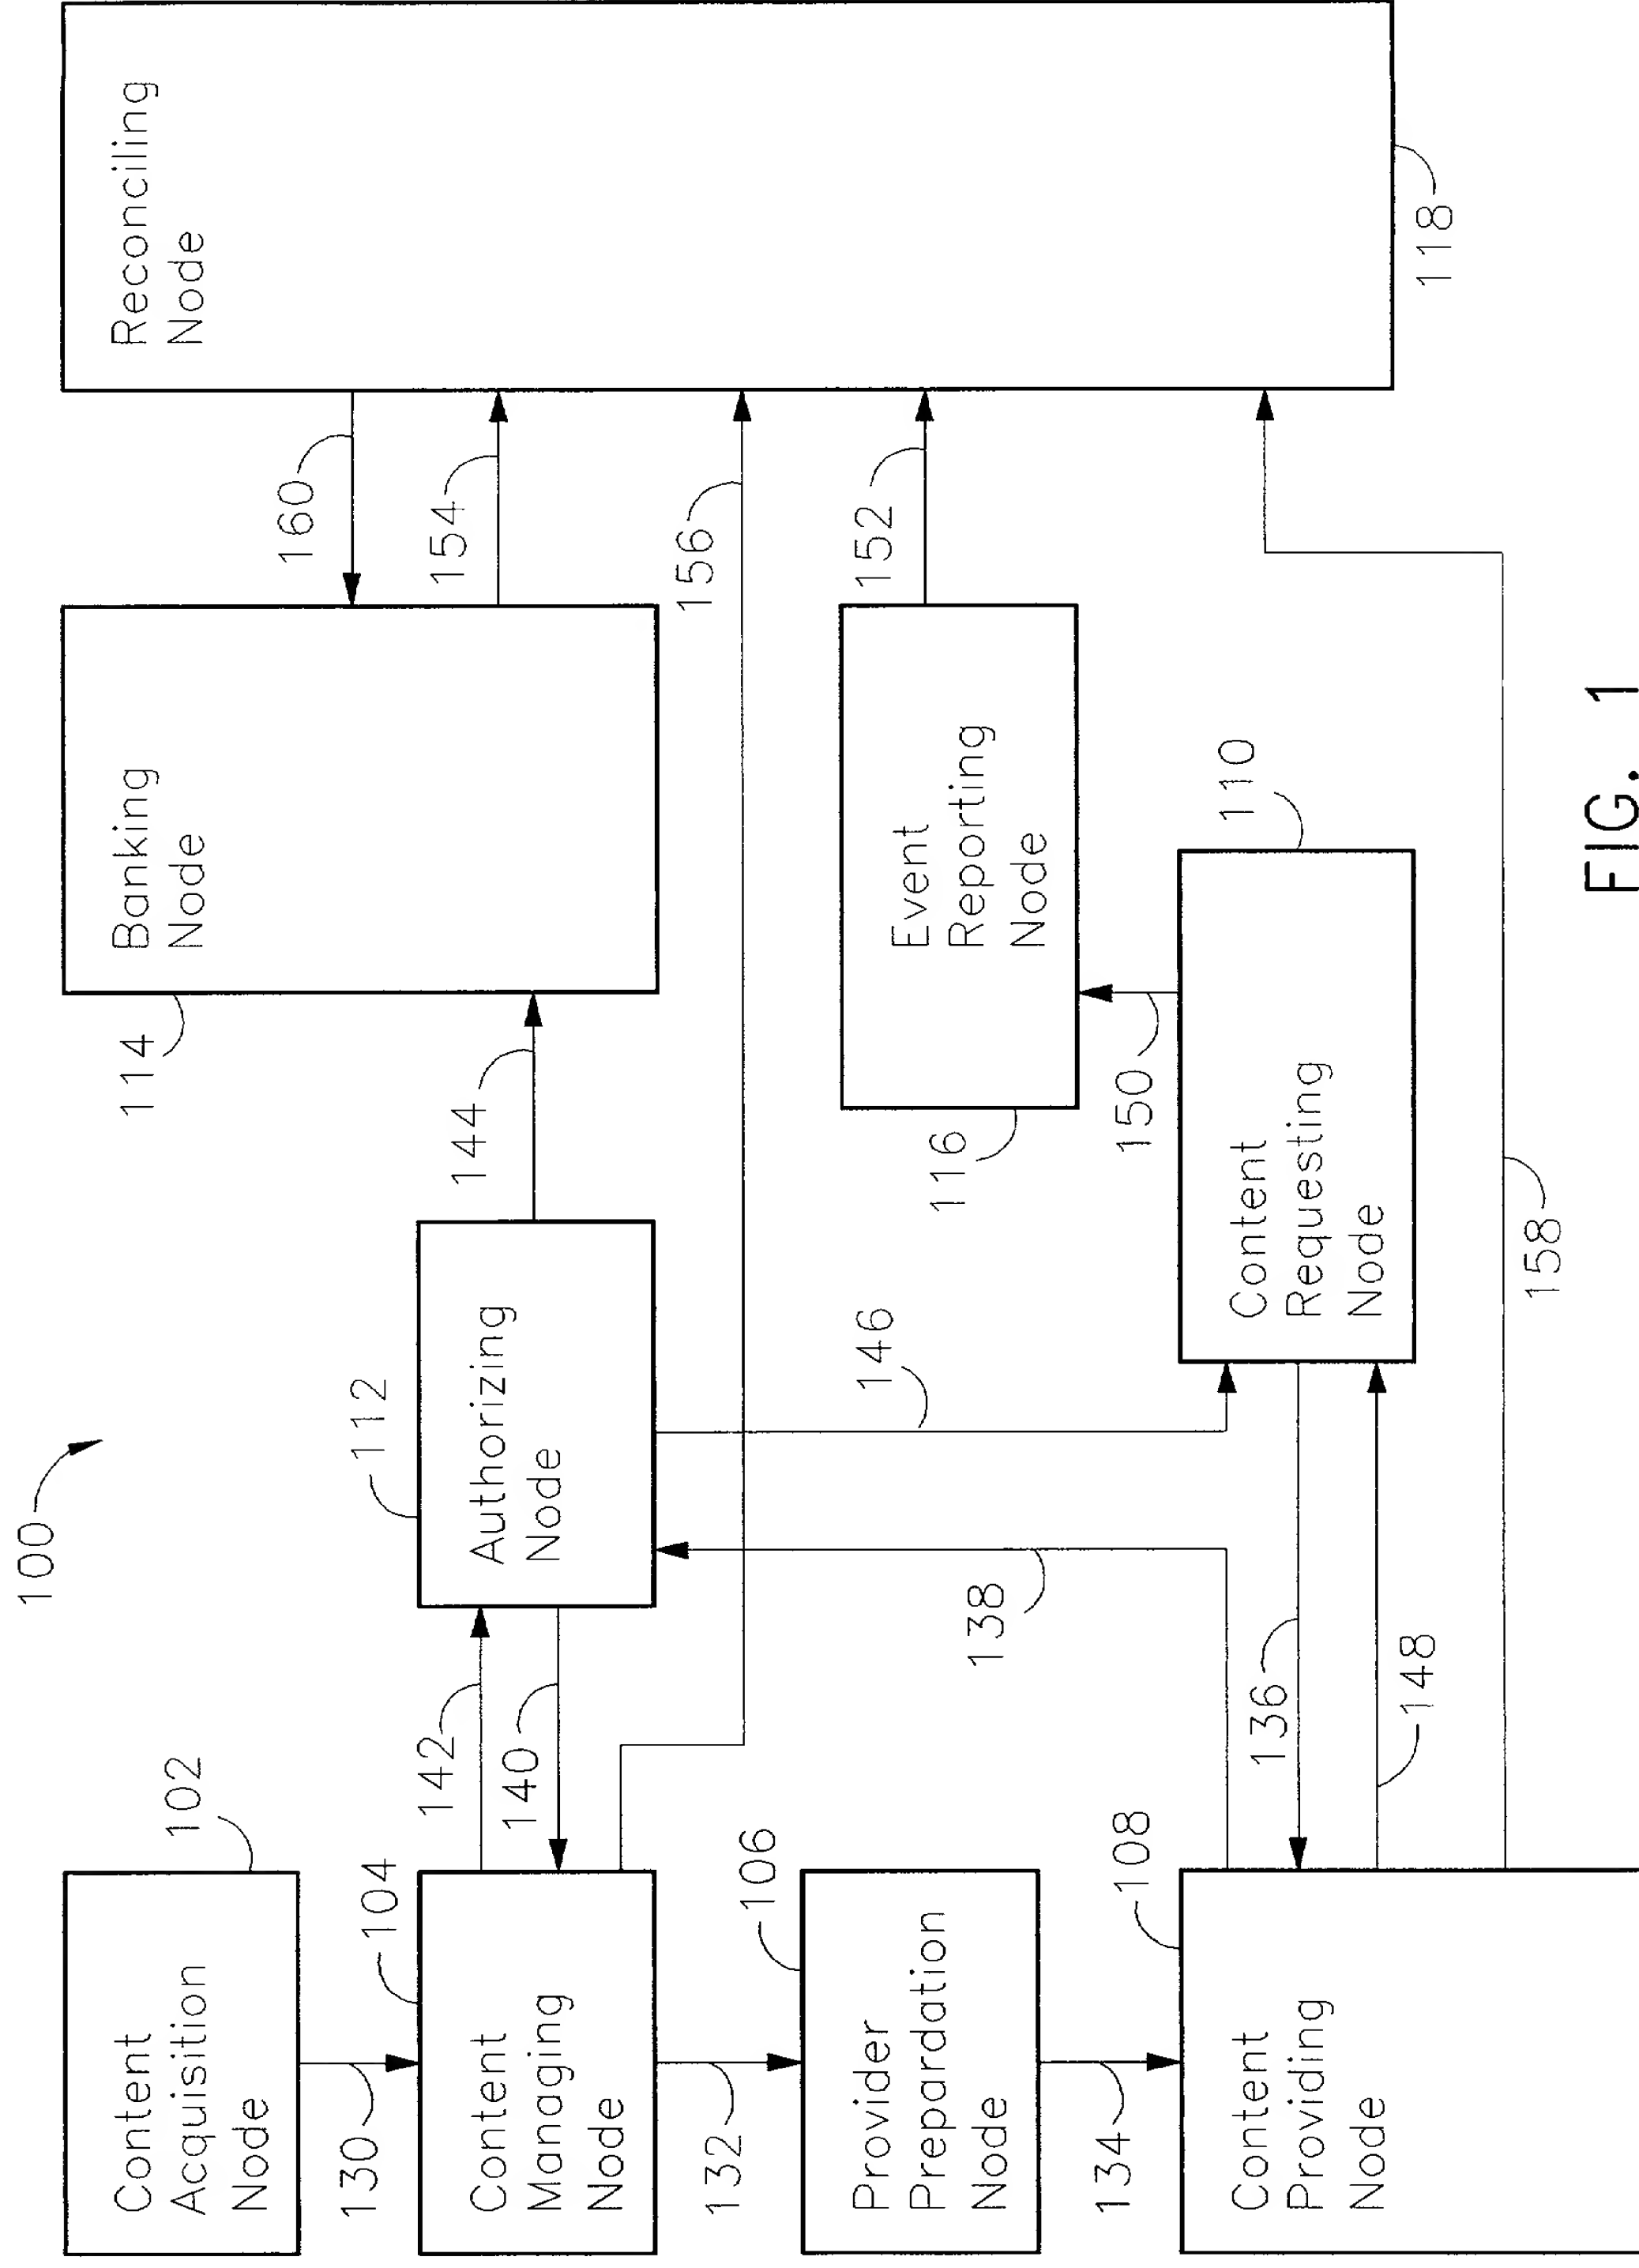 100
Content
Acquisition
Node
102
130
Content
Managing
Node
104
142
140
132
Authorizing
Node
112
144
Banking
Node
114
160
154
156
Reconciling
Node
118
Provider
Prepardation
Node
106
134
138
146
Event
Reporting
Node
116
152
150
Content
Requesting
Node
110
Content
Providing
Node
108
136
148
158
FIG. 1